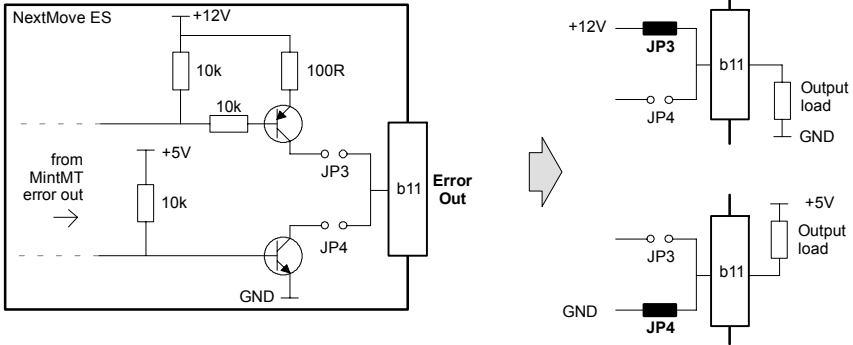 NextMove ES
+12V
10k
100R
10k
+5V
from
MintMT
error out
10k
JP3
JP4
GND
b11
Error
Out
+12V
JP3
JP4
b11
Output
load
GND
+5V
JP3
b11
Output
load
GND
JP4